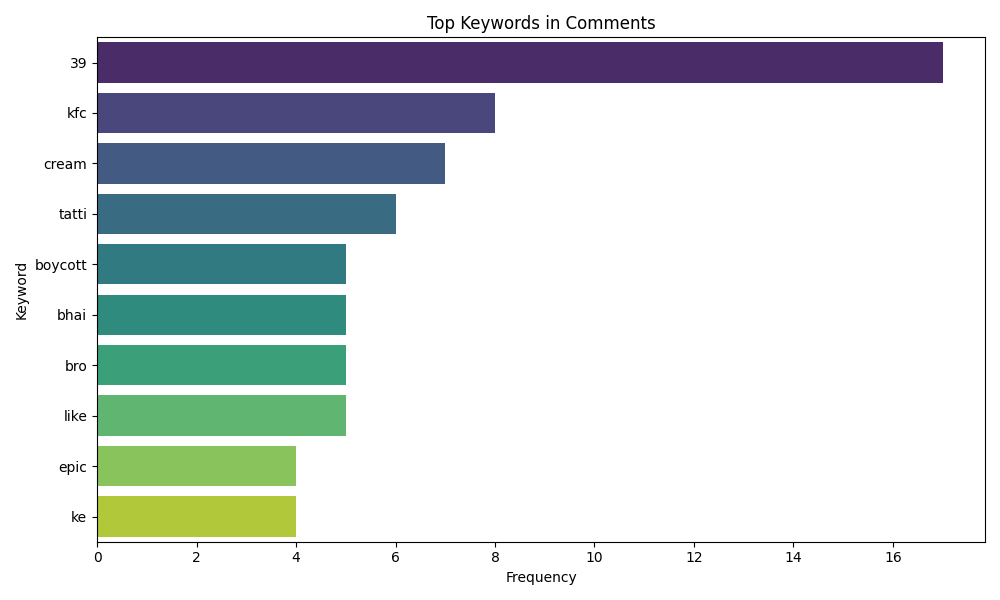 Top Keywords in Comments
Keyword
39
kfc
cream
tatti
boycott
bhai
bro
like
epic
ke
0 2 4 6 8 10 12 14 16
Frequency